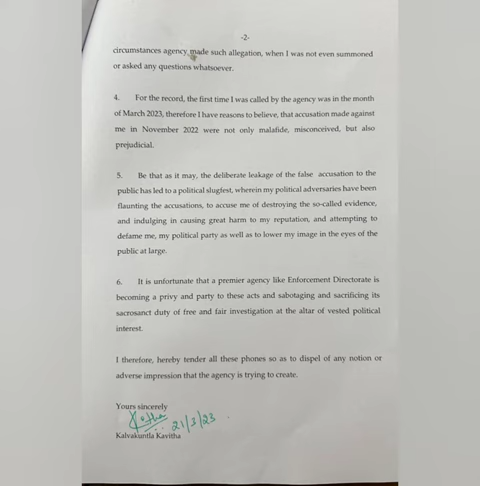 -2-
circumstances agency made such allegation, when I was not even summoned
or asked any questions whatsoever.
4. For the record, the first time I was called by the agency was in the month
of March 2023, therefore I have reasons to believe, that accusation made against
me in November 2022 were not only malafide, misconceived, but also
prejudicial.
5. Be that as it may, the deliberate leakage of the false accusation to the
public has led to a political slugfest, wherein my political adversaries have been
flaunting the accusations, to accuse me of destroying the so-called evidence,
and indulging in causing great harm to my reputation, and attempting to
defame me, my political party as well as to lower my image in the eyes of the
public at large.
6. It is unfortunate that a premier agency like Enforcement Directorate is
becoming a privy and party to these acts and sabotaging and sacrificing its
sacrosanct duty of free and fair investigation at the altar of vested political
interest.
I therefore, hereby tender all these phones so as to dispel of any notion or
adverse impression that the agency is trying to create.
Yours sincerely
21/3/23
Kalvakuntla Kavitha